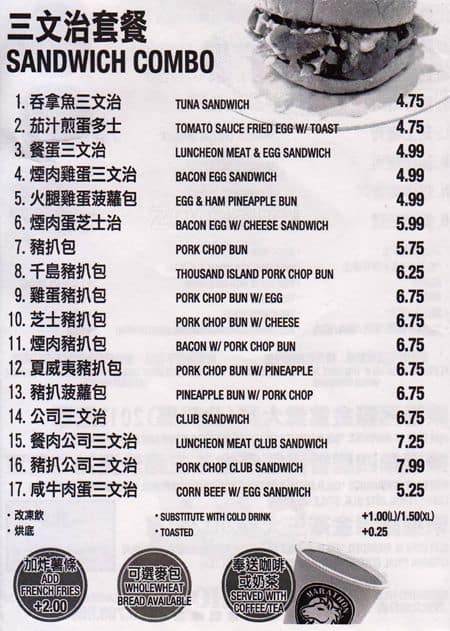 三文治套餐
SANDWICH COMBO
1. 吞拿魚三文治 TUNA SANDWICH 4.75
2. 茄汁煎蛋多士 TOMATO SAUCE FRIED EGG W/ TOAST 4.75
3. 餐蛋三文治 LUNCHEON MEAT & EGG SANDWICH 4.99
4. 煙肉雞蛋三文治 BACON EGG SANDWICH 4.99
5. 火腿雞蛋菠蘿包 EGG & HAM PINEAPPLE BUN 4.99
6. 煙肉蛋芝士治 BACON EGG W/ CHEESE SANDWICH 5.99
7. 豬扒包 PORK CHOP BUN 5.75
8. 千島豬扒包 THOUSAND ISLAND PORK CHOP BUN 6.25
9. 雞蛋豬扒包 PORK CHOP BUN W/ EGG 6.75
10. 芝士豬扒包 PORK CHOP BUN W/ CHEESE 6.75
11. 煙肉豬扒包 BACON W/ PORK CHOP BUN 6.75
12. 夏威夷豬扒包 PORK CHOP BUN W/ PINEAPPLE 6.75
13. 豬扒菠蘿包 PINEAPPLE BUN W/ PORK CHOP 6.75
14. 公司三文治 CLUB SANDWICH 6.75
15. 餐肉公司三文治 LUNCHEON MEAT CLUB SANDWICH 7.25
16. 豬扒公司三文治 PORK CHOP CLUB SANDWICH 7.99
17. 咸牛肉蛋三文治 CORN BEEF W/ EGG SANDWICH 5.25
• 改凍飲 • SUBSTITUTE WITH COLD DRINK +1.00(L)/1.50(XL)
• 烘底 • TOASTED +0.25
加炸薯條
ADD
FRENCH FRIES
+2.00
可選麥包
WHOLEWHEAT
BREAD AVAILABLE
奉送咖啡
或奶茶
SERVED WITH
COFFEE/TEA
MARATHON